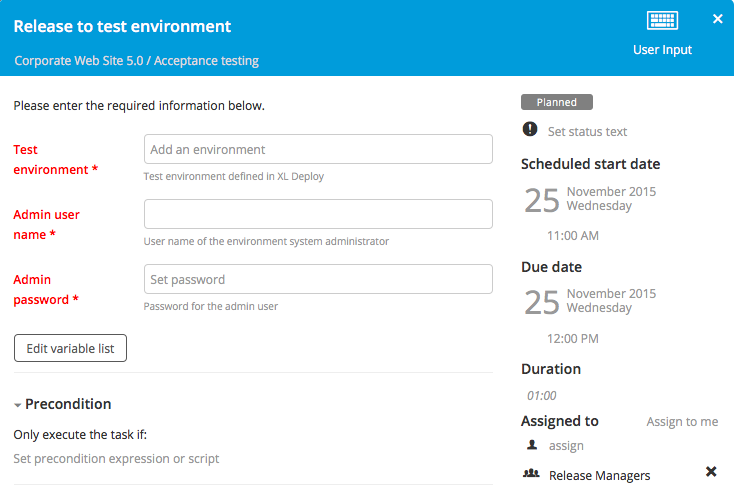 Release to test environment
Corporate Web Site 5.0 / Acceptance testing
User Input
Please enter the required information below.
Test
environment *
Add an environment
Test environment defined in XL Deploy
Admin user
name *
User name of the environment system administrator
Admin
password *
Set password
Password for the admin user
Edit variable list
Precondition
Only execute the task if:
Set precondition expression or script
Planned
Set status text
Scheduled start date
25
November 2015
Wednesday
11:00 AM
Due date
25
November 2015
Wednesday
12:00 PM
Duration
01:00
Assigned to
Assign to me
assign
Release Managers